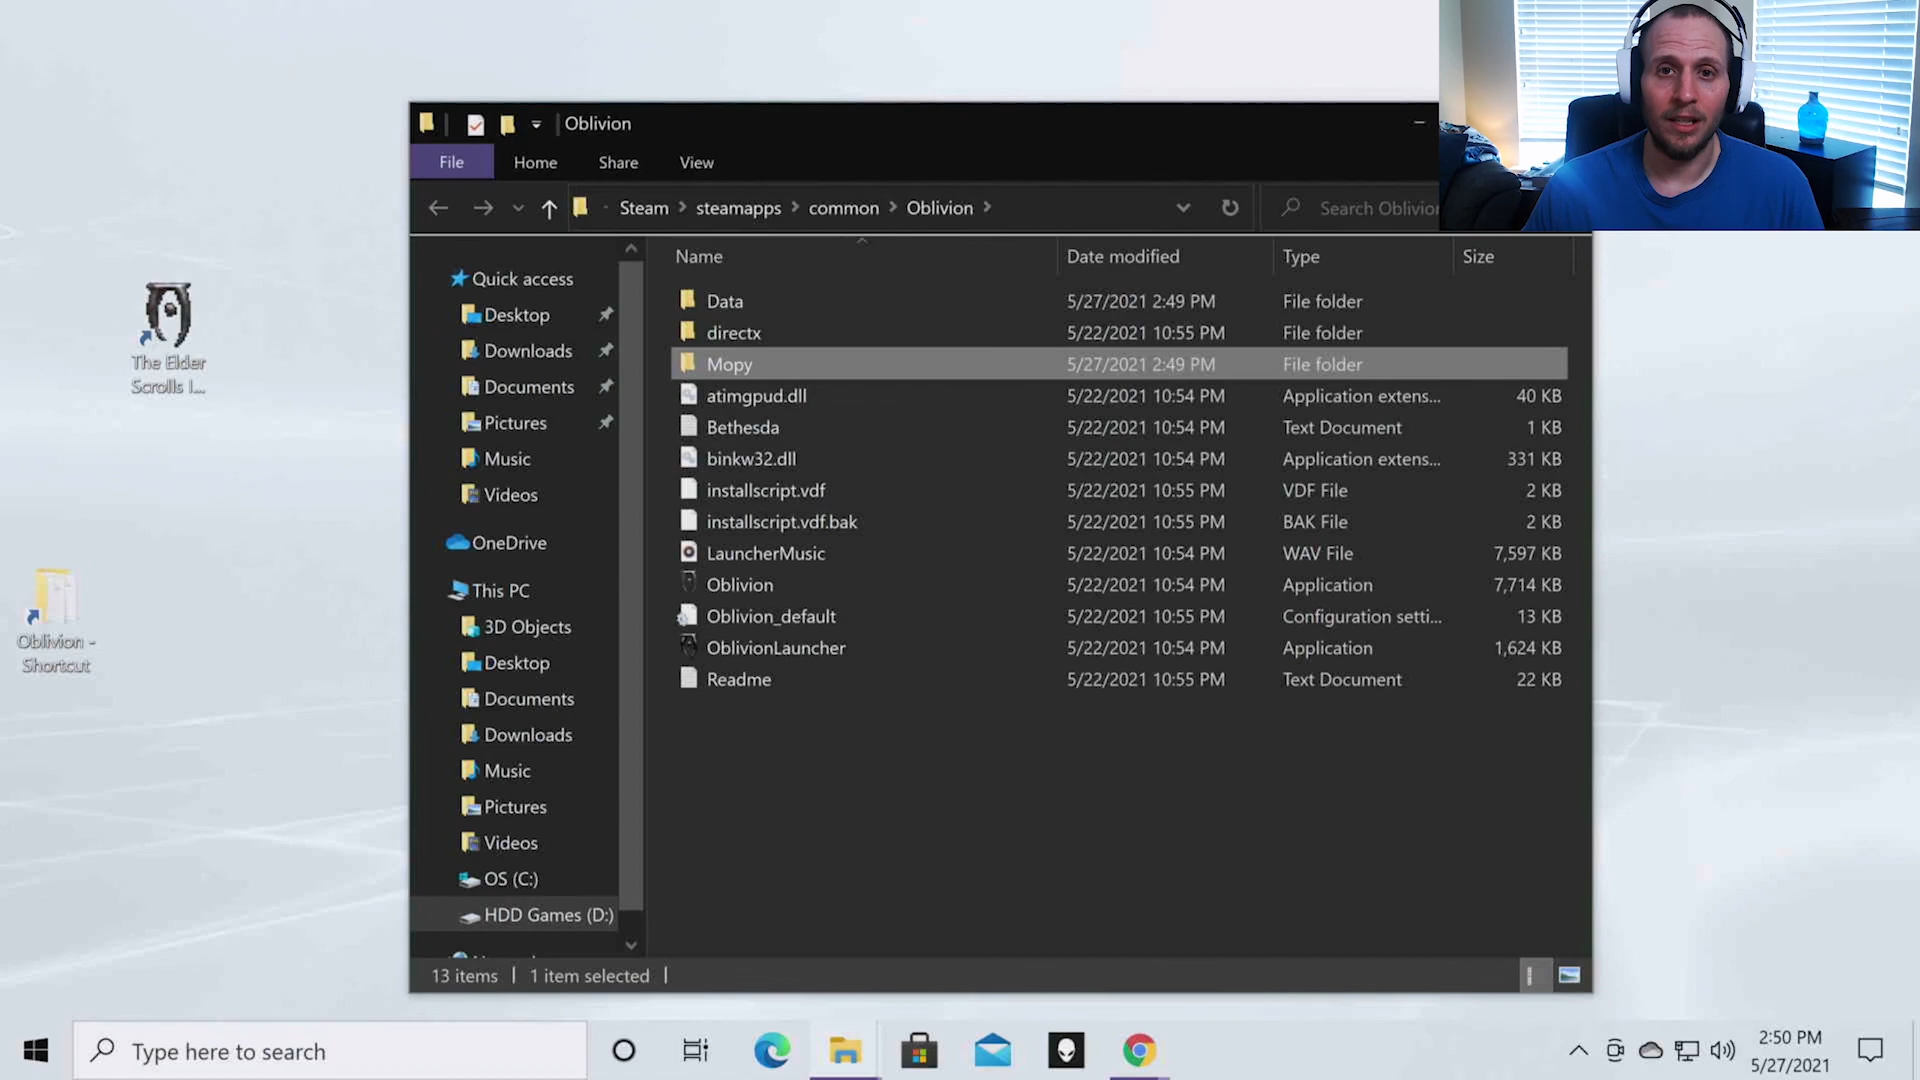 Oblivion
File Home Share View
Steam steamapps common Oblivion
Search Oblivion
Name Date modified Type Size
Quick access
Desktop
Downloads
Documents
Pictures
Music
Videos
OneDrive
This PC
3D Objects
Desktop
Documents
Downloads
Music
Pictures
Videos
OS (C:)
HDD Games (D:)
Data 5/27/2021 2:49 PM File folder
directx 5/22/2021 10:55 PM File folder
Mopy 5/27/2021 2:49 PM File folder
atimgpud.dll 5/22/2021 10:54 PM Application extens... 40 KB
Bethesda 5/22/2021 10:54 PM Text Document 1 KB
binkw32.dll 5/22/2021 10:54 PM Application extens... 331 KB
installscript.vdf 5/22/2021 10:55 PM VDF File 2 KB
installscript.vdf.bak 5/22/2021 10:55 PM BAK File 2 KB
LauncherMusic 5/22/2021 10:54 PM WAV File 7,597 KB
Oblivion 5/22/2021 10:54 PM Application 7,714 KB
Oblivion_default 5/22/2021 10:55 PM Configuration setti... 13 KB
OblivionLauncher 5/22/2021 10:54 PM Application 1,624 KB
Readme 5/22/2021 10:55 PM Text Document 22 KB
13 items 1 item selected
The Elder
Scrolls I...
Oblivion -
Shortcut
Type here to search
2:50 PM
5/27/2021